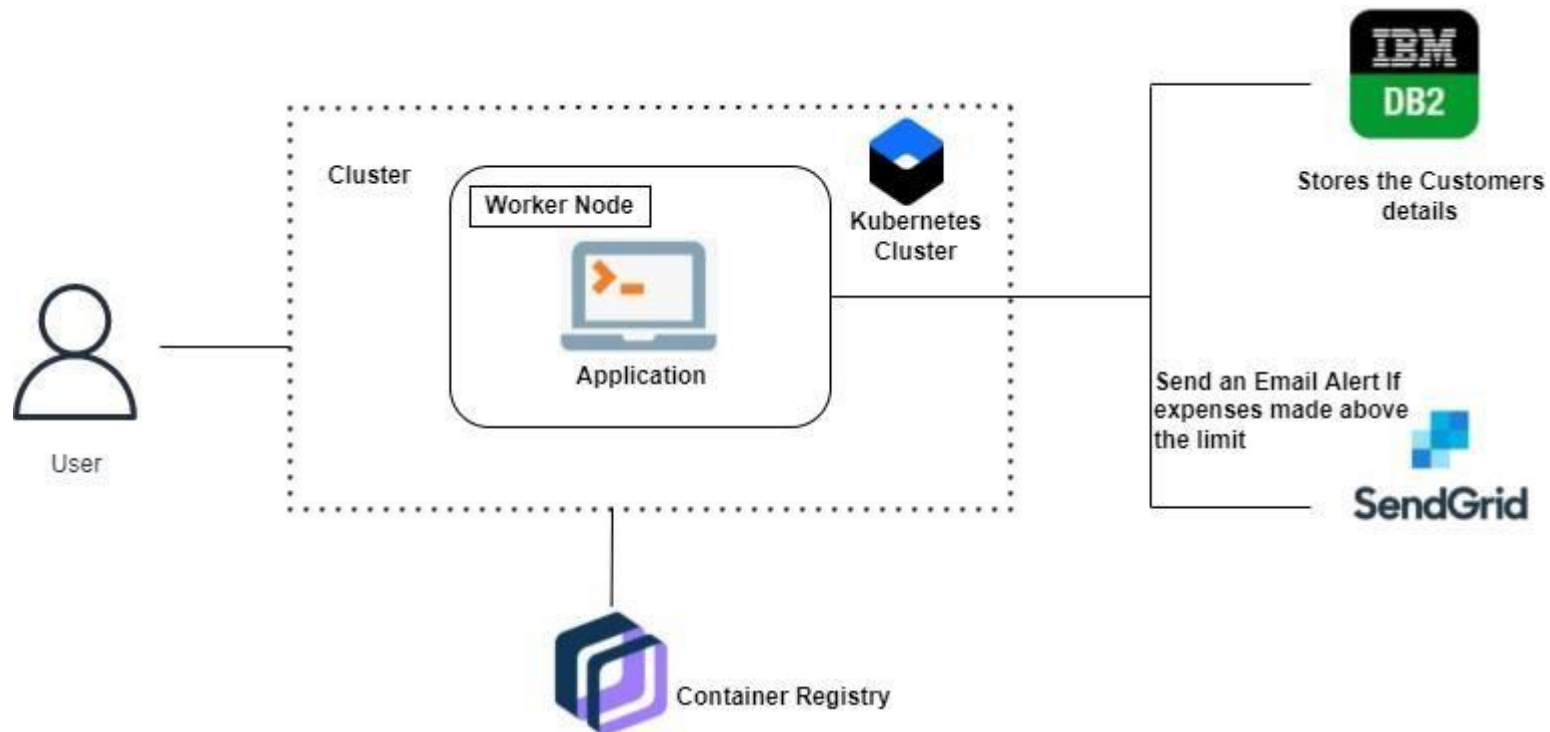 IBM
DB2
Stores the Customers
details
Cluster
Worker Node
Kubernetes
Cluster
Application
User
Send an Email Alert If
expenses made above
the limit
SendGrid
Container Registry